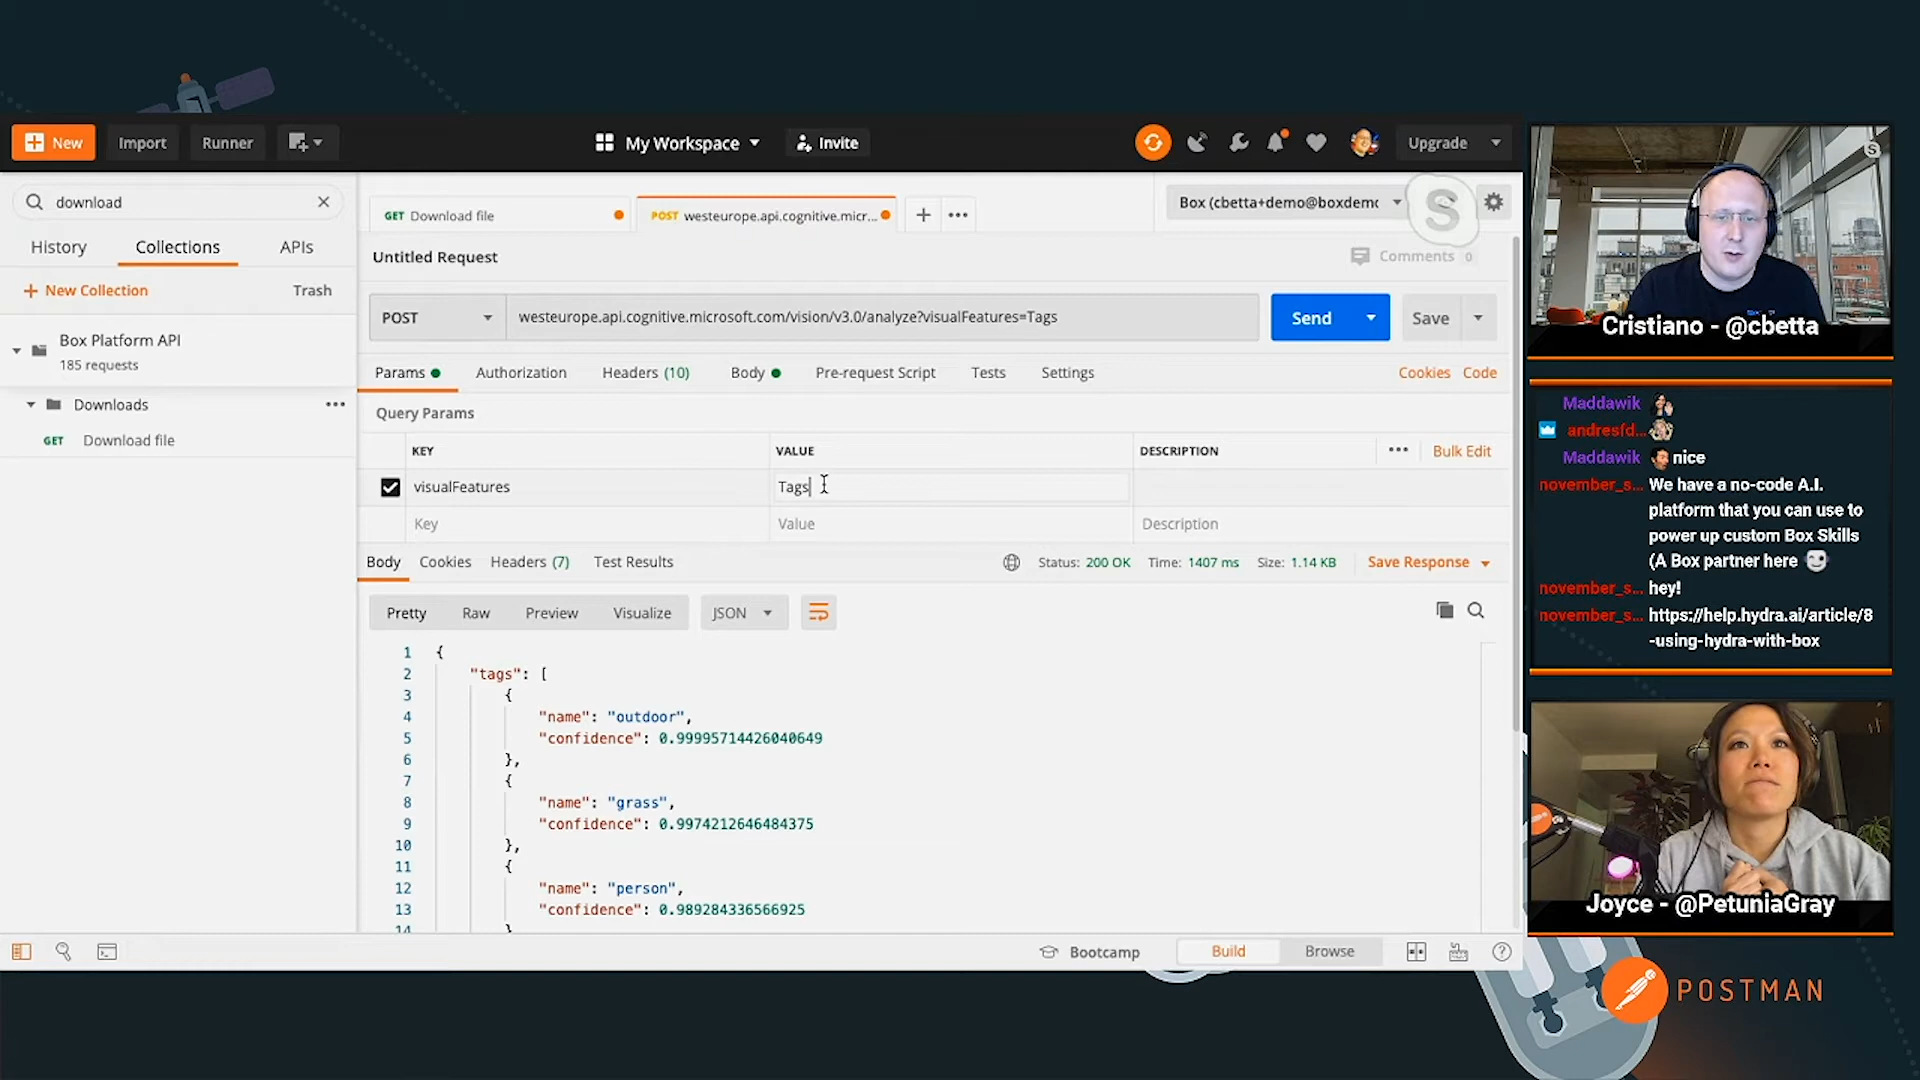 New
Import
Runner
My Workspace
Invite
Upgrade
download
History
Collections
APIs
+ New Collection
Trash
Box Platform API
185 requests
Downloads
GET Download file
GET Download file
POST westeurope.api.cognitive.micr...
Box (cbetta+demo@boxdemo
Untitled Request
Comments 0
POST
westeurope.api.cognitive.microsoft.com/vision/v3.0/analyze?visualFeatures=Tags
Send
Save
Params
Authorization
Headers (10)
Body
Pre-request Script
Tests
Settings
Cookies
Code
Query Params
KEY
VALUE
DESCRIPTION
Bulk Edit
visualFeatures
Tags
Key
Value
Description
Body
Cookies
Headers (7)
Test Results
Status: 200 OK
Time: 1407 ms
Size: 1.14 KB
Save Response
Pretty
Raw
Preview
Visualize
JSON
1 {
2 "tags": [
3 {
4 "name": "outdoor",
5 "confidence": 0.99995714426040649
6 },
7 {
8 "name": "grass",
9 "confidence": 0.9974212646484375
10 },
11 {
12 "name": "person",
13 "confidence": 0.989284336566925
14 }
Bootcamp
Build
Browse
Cristiano - @cbetta
Maddawik
andresfd...
Maddawik nice
november_s... We have a no-code A.I.
platform that you can use to
power up custom Box Skills
(A Box partner here
november_s... hey!
november_s... https://help.hydra.ai/article/8
-using-hydra-with-box
Joyce - @PetuniaGray
POSTMAN